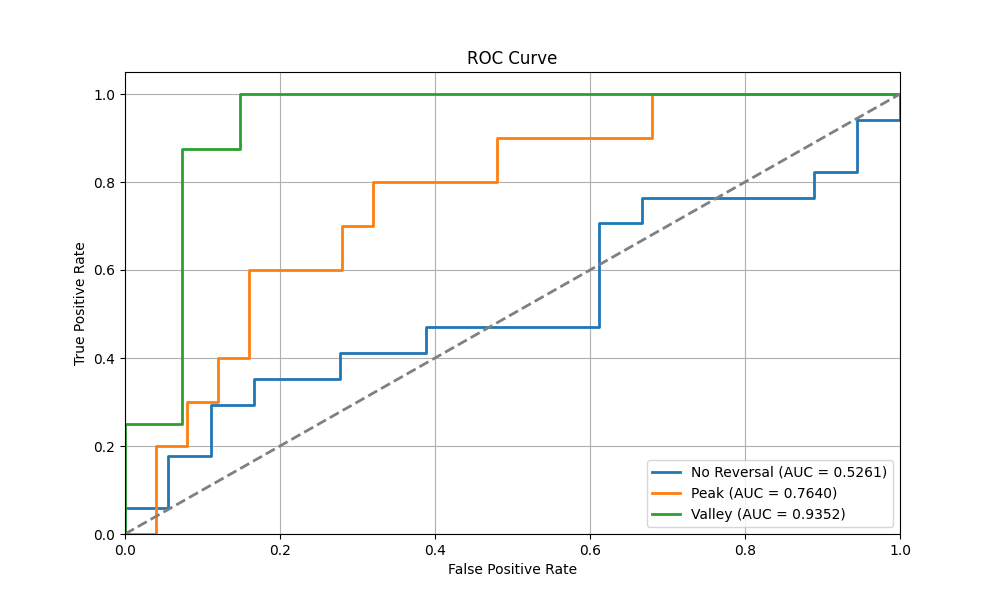 ROC Curve
True Positive Rate
1.0
0.8
0.6
0.4
0.2
0.0
0.0 0.2 0.4 0.6 0.8 1.0
False Positive Rate
No Reversal (AUC = 0.5261)
Peak (AUC = 0.7640)
Valley (AUC = 0.9352)